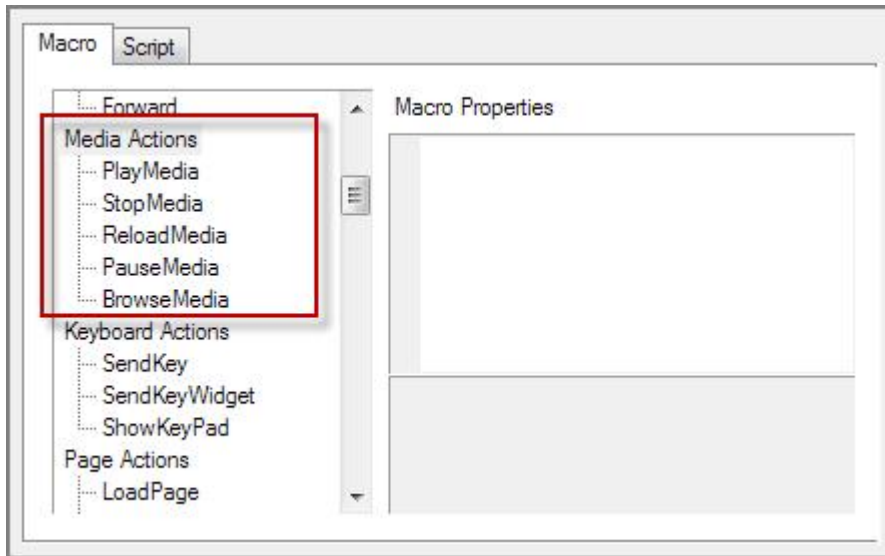 Macro Script
Forward
Media Actions
PlayMedia
StopMedia
ReloadMedia
PauseMedia
BrowseMedia
Keyboard Actions
SendKey
SendKeyWidget
ShowKeyPad
Page Actions
LoadPage
Macro Properties